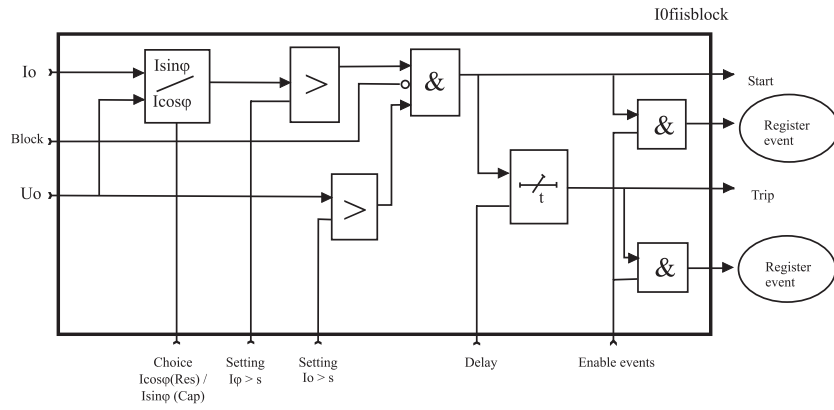 I0fiisblock
Isinφ
Icosφ
Io
>
&
Start
&
Register
event
Block
Uo
>
t
Trip
&
Register
event
Choice
Icosφ(Res) /
Isinφ (Cap)
Setting
Iφ > s
Setting
Io > s
Delay
Enable events